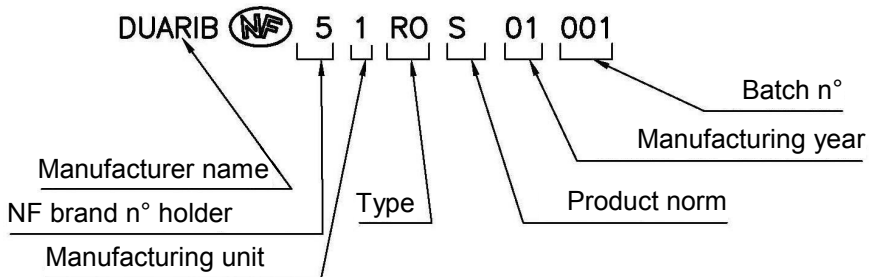 DUARIB NF 5 1 RO S 01 001
Batch n°
Manufacturing year
Manufacturer name
Type
Product norm
NF brand n° holder
Manufacturing unit